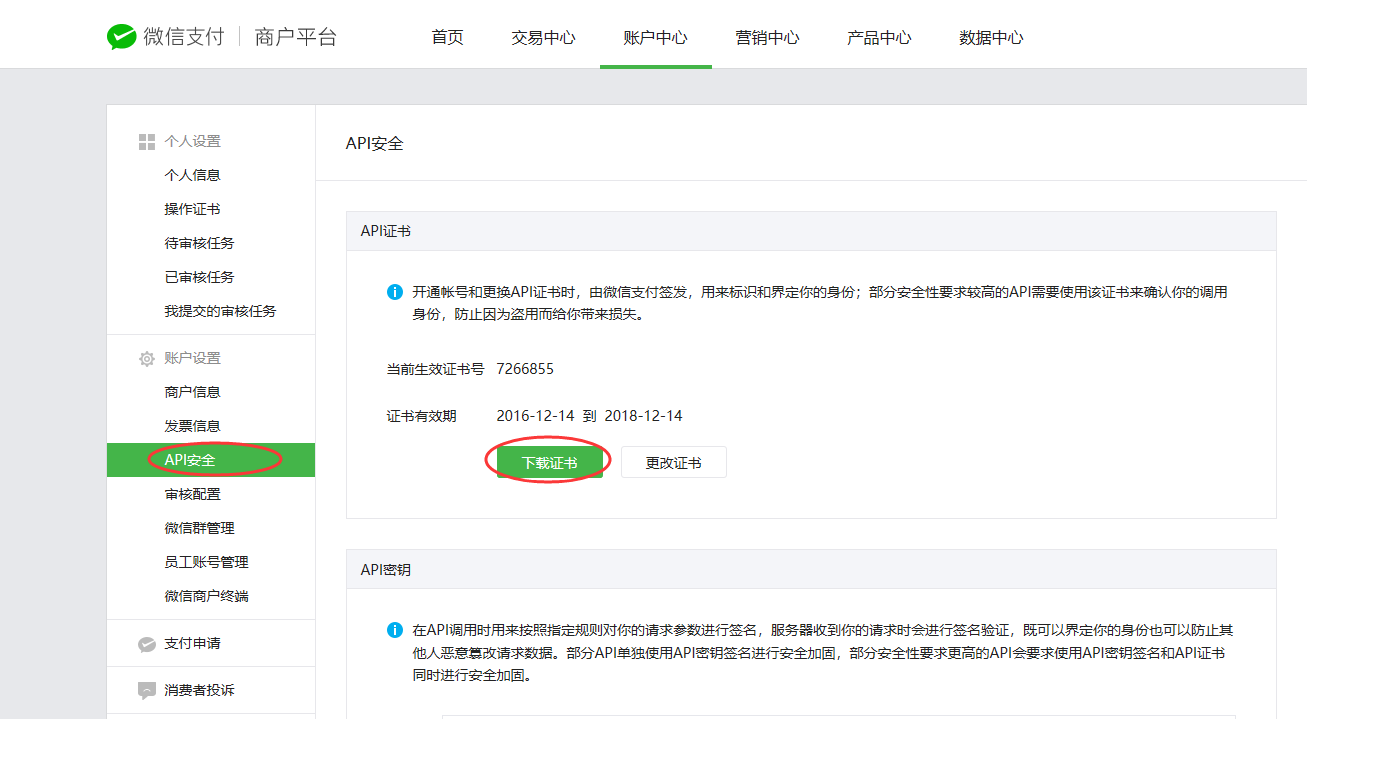 微信支付 商户平台 首页 交易中心 账户中心 营销中心 产品中心 数据中心
个人设置
个人信息
操作证书
待审核任务
已审核任务
我提交的审核任务
账户设置
商户信息
发票信息
API安全
审核配置
微信群管理
员工账号管理
微信商户终端
支付申请
消费者投诉
API安全
API证书
开通帐号和更换API证书时，由微信支付签发，用来标识和界定你的身份；部分安全性要求较高的API需要使用该证书来确认你的调用
身份，防止因为盗用而给你带来损失。
当前生效证书号 7266855
证书有效期 2016-12-14 到 2018-12-14
下载证书 更改证书
API密钥
在API调用时用来按照指定规则对你的请求参数进行签名，服务器收到你的请求时会进行签名验证，既可以界定你的身份也可以防止其
他人恶意篡改请求数据。部分API单独使用API密钥签名进行安全加固，部分安全性要求更高的API会要求使用API密钥签名和API证书
同时进行安全加固。